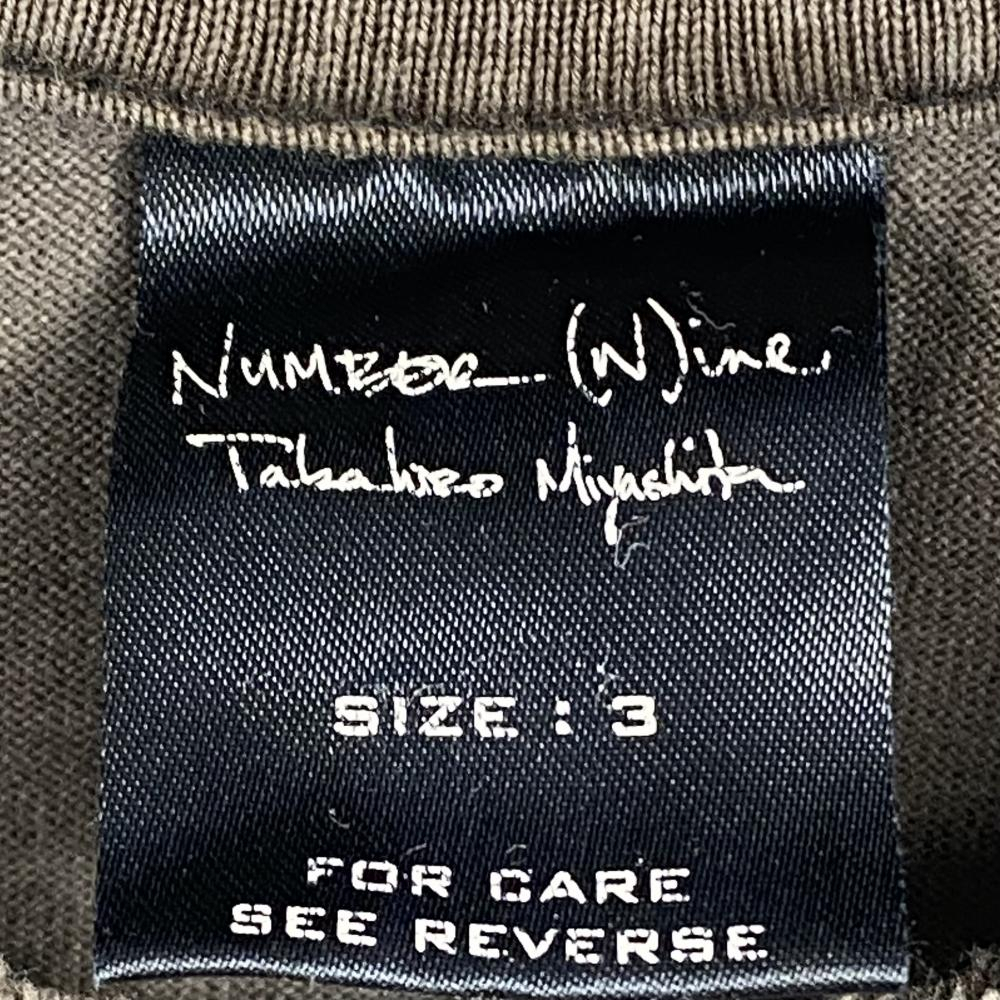 NUMBER (N)ine
Takahiro Miyashita
SIZE : 3
FOR CARE
SEE REVERSE